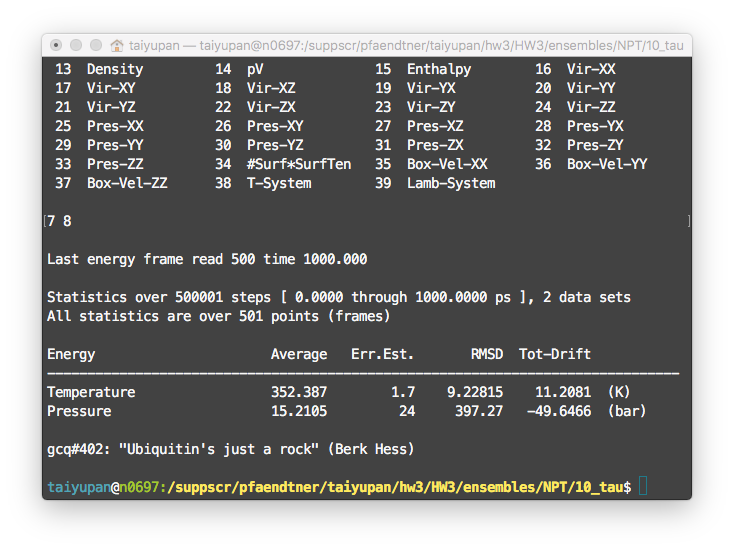 taiyupan — taiyupan@n0697:/suppscr/pfaendtner/taiyupan/hw3/HW3/ensembles/NPT/10_tau
13 Density 14 pV 15 Enthalpy 16 Vir-XX
17 Vir-XY 18 Vir-XZ 19 Vir-YX 20 Vir-YY
21 Vir-YZ 22 Vir-ZX 23 Vir-ZY 24 Vir-ZZ
25 Pres-XX 26 Pres-XY 27 Pres-XZ 28 Pres-YX
29 Pres-YY 30 Pres-YZ 31 Pres-ZX 32 Pres-ZY
33 Pres-ZZ 34 #Surf*SurfTen 35 Box-Vel-XX 36 Box-Vel-YY
37 Box-Vel-ZZ 38 T-System 39 Lamb-System
[7 8 ]
Last energy frame read 500 time 1000.000
Statistics over 500001 steps [ 0.0000 through 1000.0000 ps ], 2 data sets
All statistics are over 501 points (frames)
Energy Average Err.Est. RMSD Tot-Drift
-------------------------------------------------------------------------------
Temperature 352.387 1.7 9.22815 11.2081 (K)
Pressure 15.2105 24 397.27 -49.6466 (bar)
gcq#402: "Ubiquitin's just a rock" (Berk Hess)
taiyupan@n0697:/suppscr/pfaendtner/taiyupan/hw3/HW3/ensembles/NPT/10_tau$